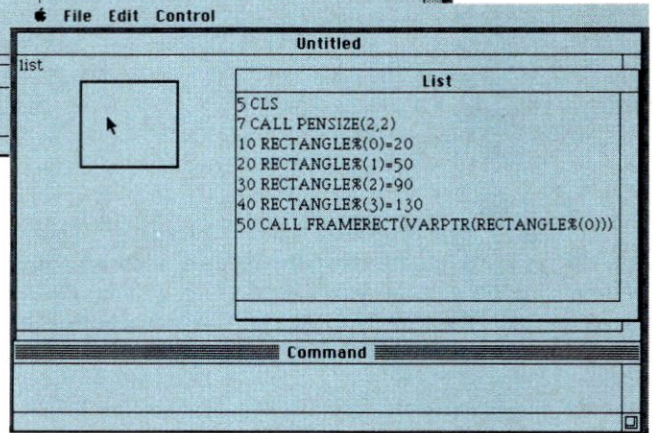 File Edit Control
Untitled
list
List
5 CLS
7 CALL PENSIZE(2,2)
10 RECTANGLE%(0)=20
20 RECTANGLE%(1)=50
30 RECTANGLE%(2)=90
40 RECTANGLE%(3)=130
50 CALL FRAMERECT(VARPTR(RECTANGLE%(0)))
Command